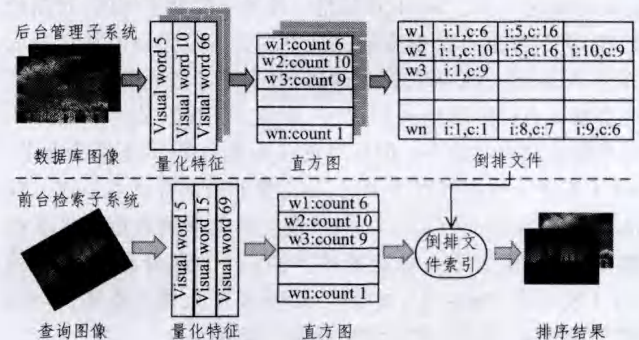 后台管理子系统
Visual word 5
Visual word 10
Visual word 66
w1:count 6
w2:count 10
w3:count 9
wn:count 1
w1 i:1,c:6 i:5,c:16
w2 i:1,c:10 i:5,c:16 i:10,c:9
w3 i:1,c:9
wn i:1,c:1 i:8,c:7 i:9,c:6
数据库图像 量化特征 直方图 倒排文件
前台检索子系统
Visual word 5
Visual word 15
Visual word 69
w1:count 6
w2:count 10
w3:count 9
wn:count 1
倒排文
件索引
查询图像 量化特征 直方图 排序结果